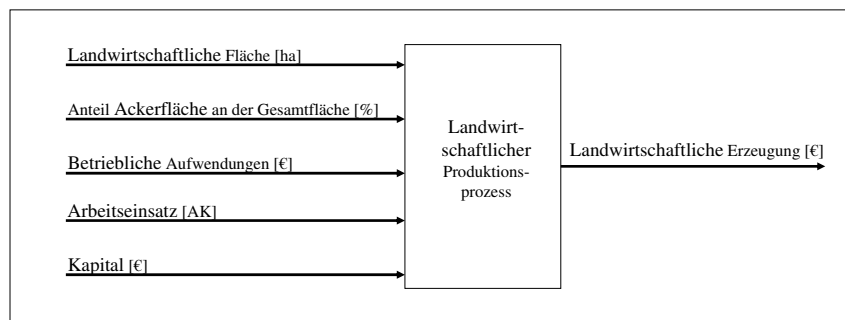 Landwirtschaftliche Fläche [ha]
Anteil Ackerfläche an der Gesamtfläche [%]
Betriebliche Aufwendungen [€]
Arbeitseinsatz [AK]
Kapital [€]
Landwirt-
schaftlicher
Produktions-
prozess
Landwirtschaftliche Erzeugung [€]